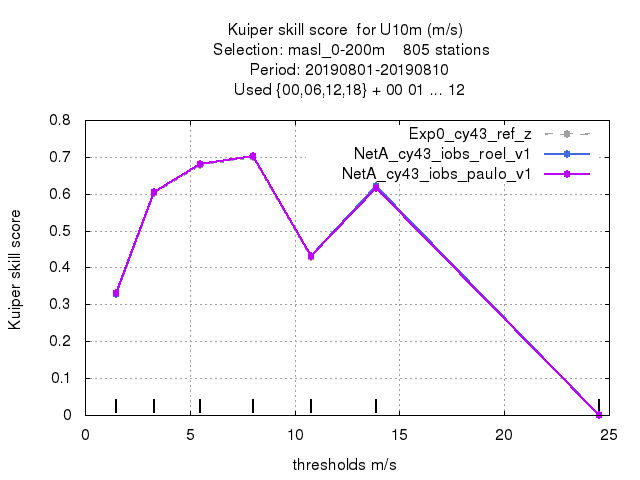 Kuiper skill score  for U10m (m/s)
Selection: masl_0-200m    805 stations
Period: 20190801-20190810
Used {00,06,12,18} + 00 01 ... 12
Exp0_cy43_ref_z
NetA_cy43_iobs_roel_v1
NetA_cy43_iobs_paulo_v1
0.8
0.7
0.6
0.5
0.4
0.3
0.2
0.1
0
Kuiper skill score
0 5 10 15 20 25
thresholds m/s